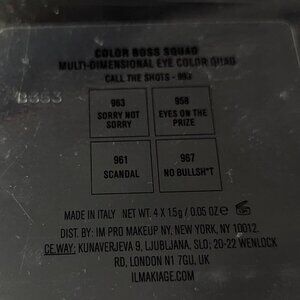 COLOR BOSS SQUAD
MULTI-DIMENSIONAL EYE COLOR QUAD
CALL THE SHOTS - 993
B353
963
SORRY NOT
SORRY
958
EYES ON THE
PRIZE
961
SCANDAL
967
NO BULLSH*T
MADE IN ITALY NET WT. 4 X 1.5g / 0.05 OZ ℮
DIST. BY: IM PRO MAKEUP NY, NEW YORK, NY, 10012.
CE.WAY; KUNAVERJEVA 9, LJUBLJANA, SLO; 20-22 WENLOCK
RD, LONDON N1 7GU, UK
ILMAKIAGE.COM